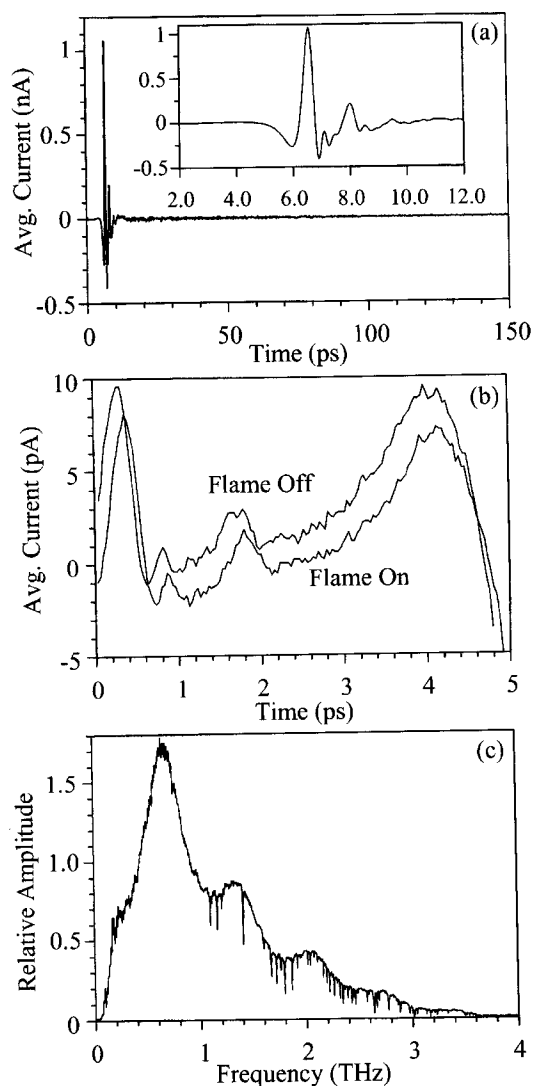 (a)
Avg. Current (nA)
1
0.5
0
-0.5
1
0.5
0
-0.5
2.0 4.0 6.0 8.0 10.0 12.0
0 50 100 150
Time (ps)
(b)
Avg. Current (pA)
10
5
0
-5
Flame Off
Flame On
0 1 2 3 4 5
Time (ps)
(c)
Relative Amplitude
1.5
1.0
0.5
0
0 1 2 3 4
Frequency (THz)